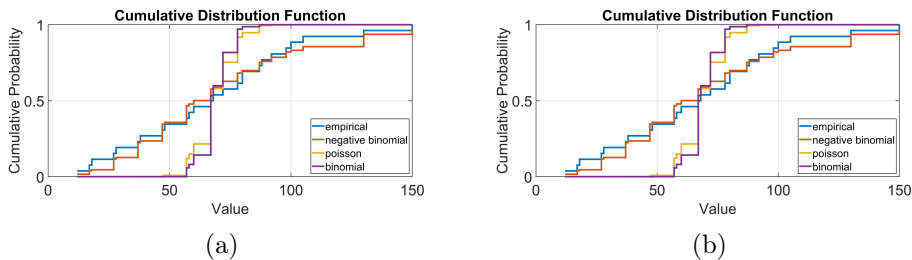 Cumulative Distribution Function
Cumulative Probability
1
0.5
0
empirical
negative binomial
poisson
binomial
0 50 100 150
Value
(a)
Cumulative Distribution Function
Cumulative Probability
1
0.5
0
empirical
negative binomial
poisson
binomial
0 50 100 150
Value
(b)